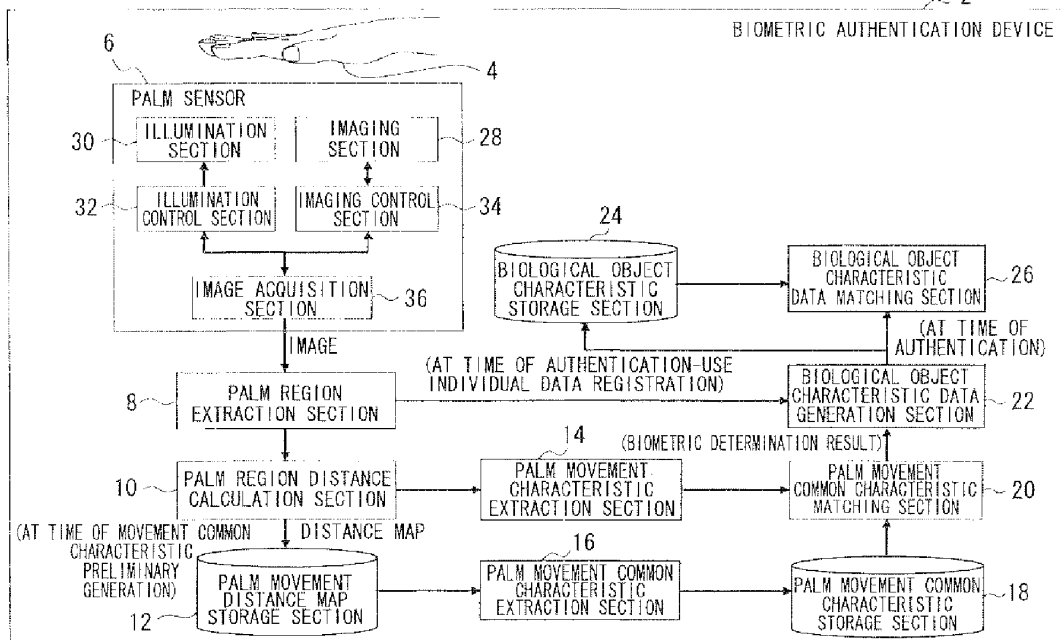 2
BIOMETRIC AUTHENTICATION DEVICE
6
4
PALM SENSOR
30
ILLUMINATION
SECTION
IMAGING
SECTION
28
32
ILLUMINATION
CONTROL SECTION
IMAGING CONTROL
SECTION
34
IMAGE ACQUISITION
SECTION
36
24
BIOLOGICAL OBJECT
CHARACTERISTIC
STORAGE SECTION
BIOLOGICAL OBJECT
CHARACTERISTIC
DATA MATCHING SECTION
26
IMAGE
(AT TIME OF AUTHENTICATION-USE
INDIVIDUAL DATA REGISTRATION)
(AT TIME OF
AUTHENTICATION)
8
PALM REGION
EXTRACTION SECTION
BIOLOGICAL OBJECT
CHARACTERISTIC DATA
GENERATION SECTION
22
(BIOMETRIC DETERMINATION RESULT)
10
PALM REGION DISTANCE
CALCULATION SECTION
14
PALM MOVEMENT
CHARACTERISTIC
EXTRACTION SECTION
PALM MOVEMENT
COMMON CHARACTERISTIC
MATCHING SECTION
20
(AT TIME OF MOVEMENT COMMON
CHARACTERISTIC
PRELIMINARY
GENERATION)
DISTANCE MAP
12
PALM MOVEMENT
DISTANCE MAP
STORAGE SECTION
16
PALM MOVEMENT COMMON
CHARACTERISTIC
EXTRACTION SECTION
PALM MOVEMENT COMMON
CHARACTERISTIC
STORAGE SECTION
18